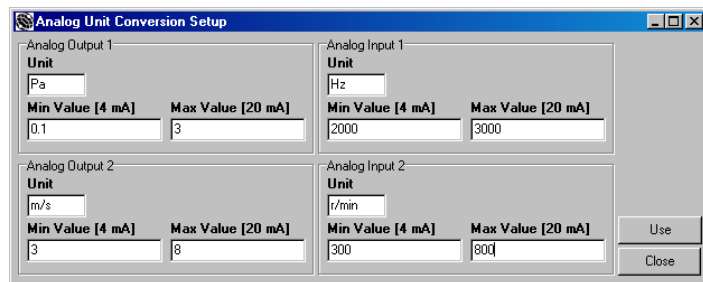 Analog Unit Conversion Setup
Analog Output 1
Unit
Pa
Min Value [4 mA] Max Value [20 mA]
0.1 3
Analog Input 1
Unit
Hz
Min Value [4 mA] Max Value [20 mA]
2000 3000
Analog Output 2
Unit
m/s
Min Value [4 mA] Max Value [20 mA]
3 8
Analog Input 2
Unit
r/min
Min Value [4 mA] Max Value [20 mA]
300 800
Use
Close